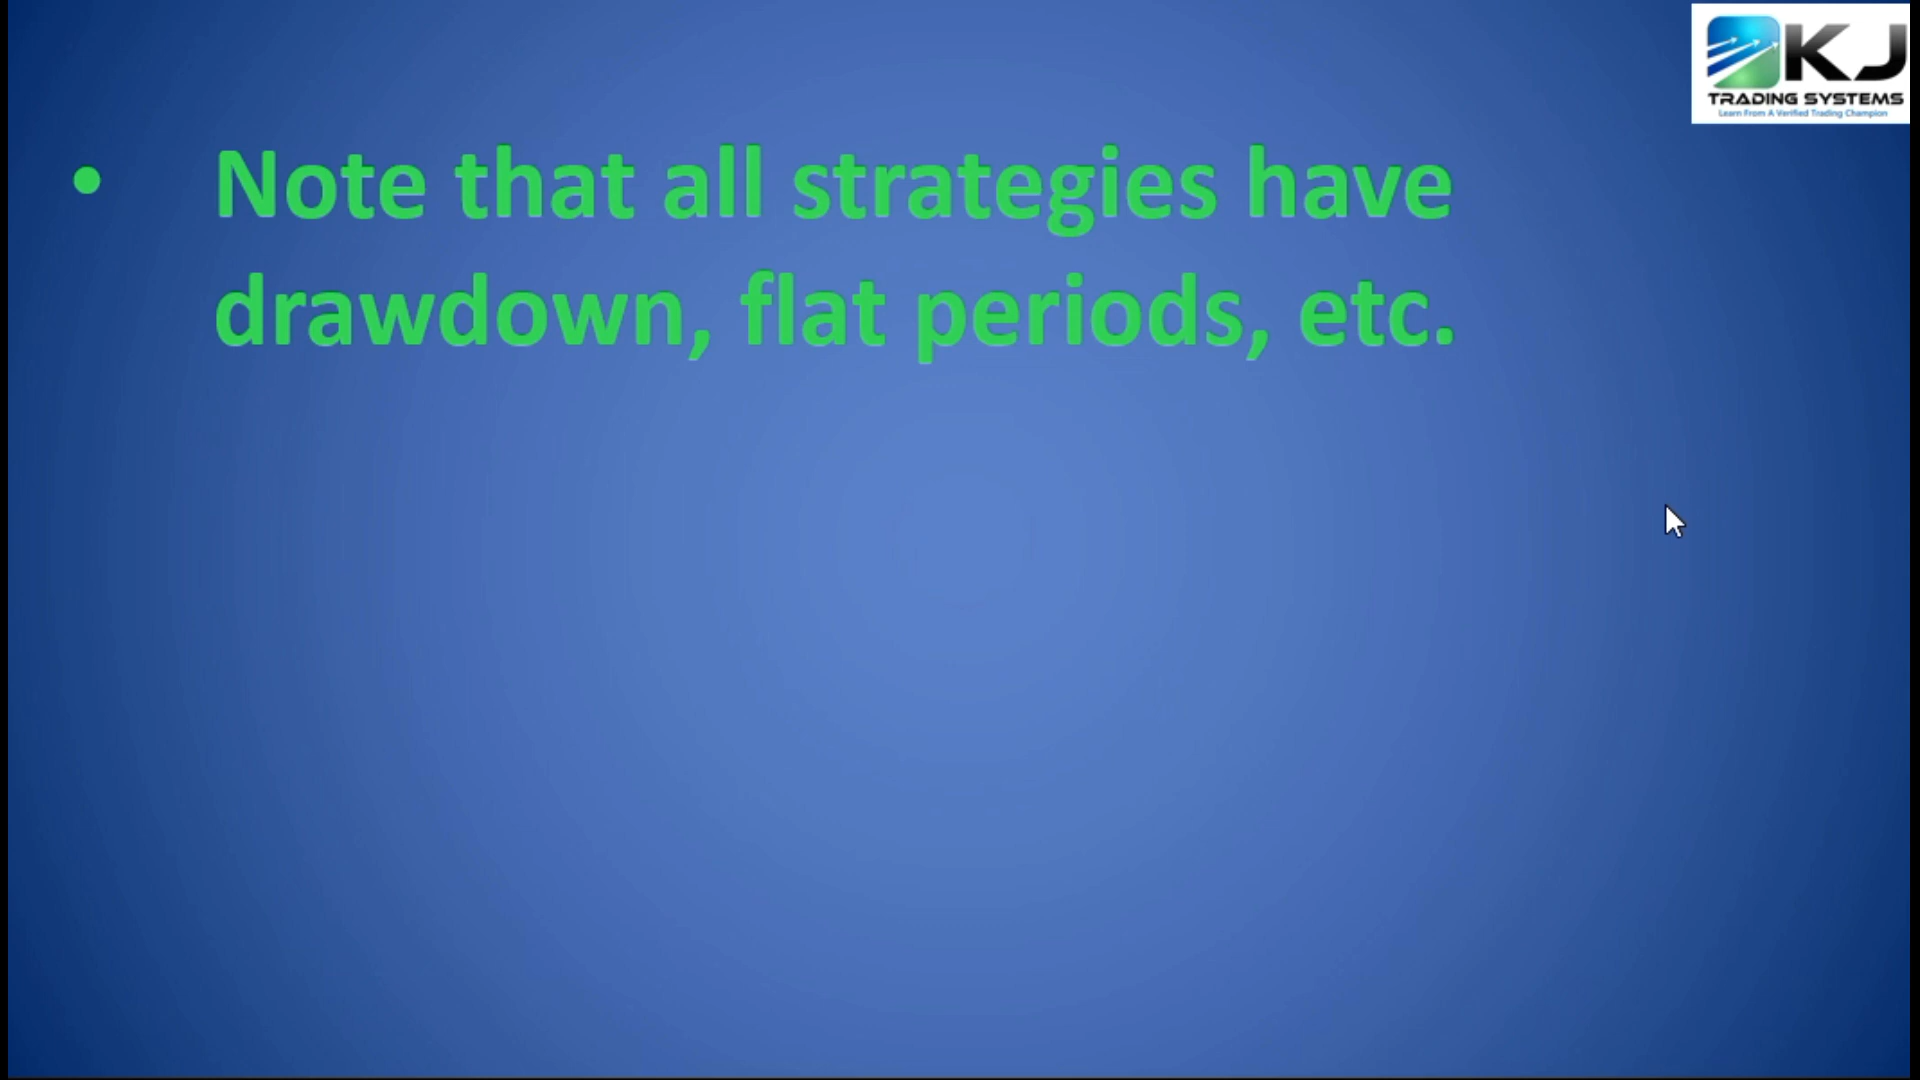 KJ
TRADING SYSTEMS
Learn From A Verified Trading Champion
• Note that all strategies have
drawdown, flat periods, etc.